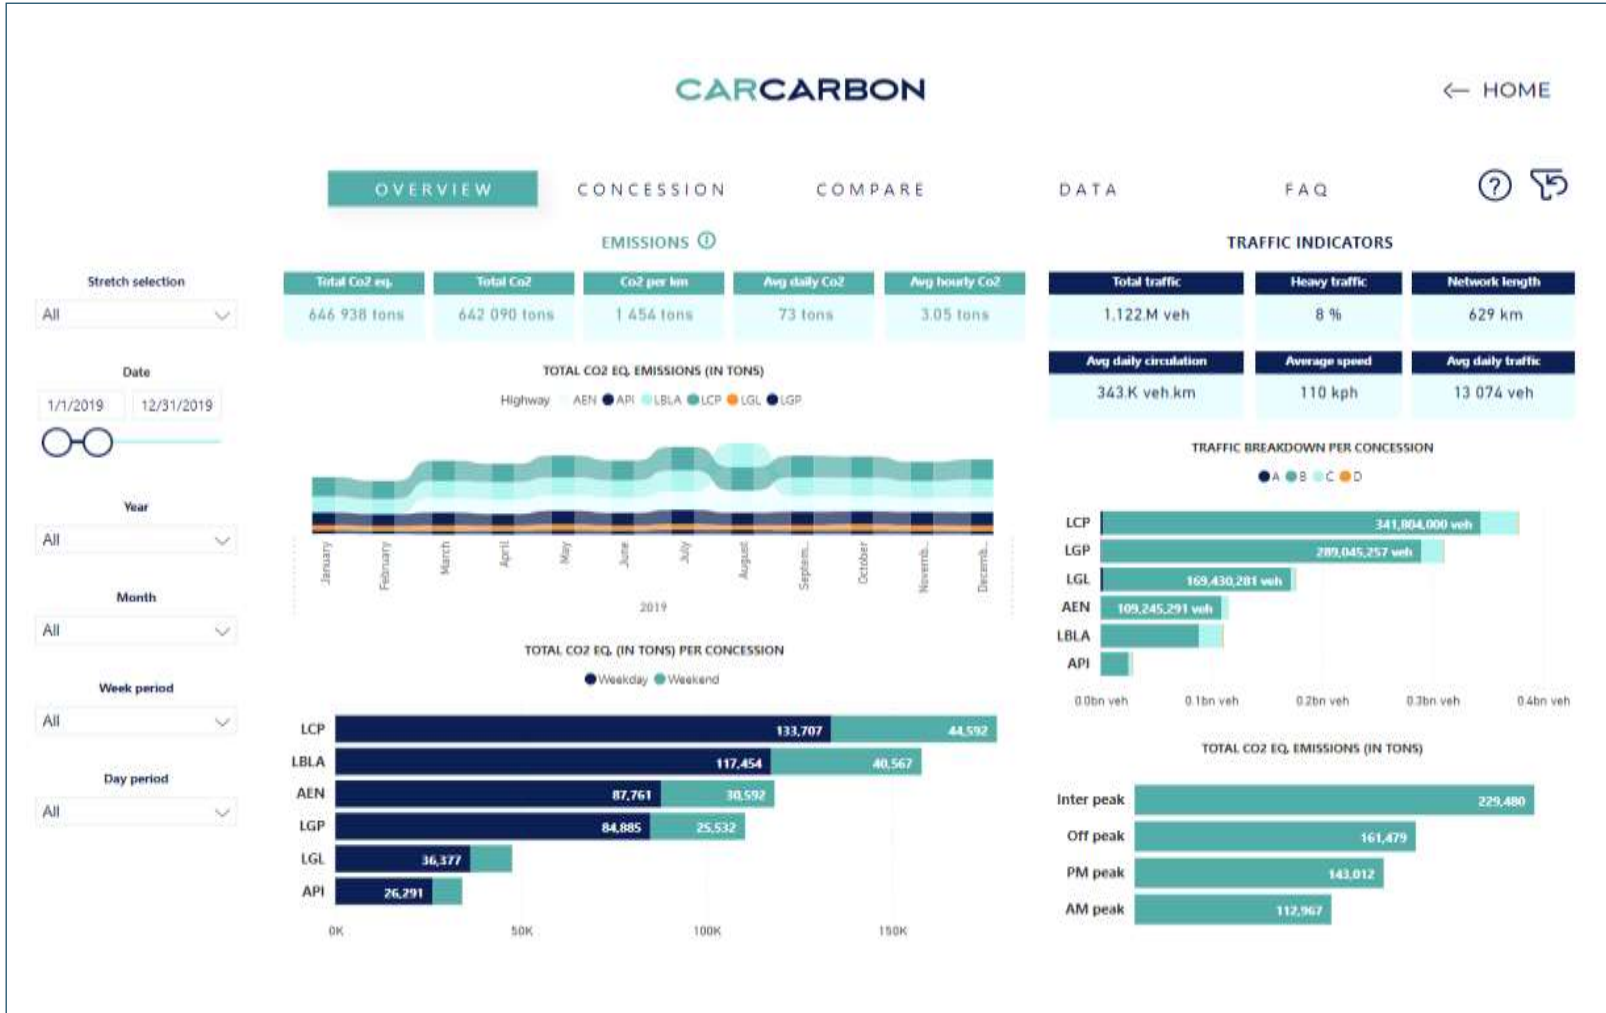 CARCARBON
← HOME
OVERVIEW CONCESSION COMPARE DATA FAQ
EMISSIONS
TRAFFIC INDICATORS
Stretch selection
All
Date
1/1/2019 12/31/2019
Year
All
Month
All
Week period
All
Day period
All
Total Co2 eq. Total Co2 Co2 per km Avg daily Co2 Avg hourly Co2
646 938 tons 642 090 tons 1 454 tons 73 tons 3.05 tons
TOTAL CO2 EQ. EMISSIONS (IN TONS)
Highway AEN API LBLA LCP LGL LGP
January February March April May June July August Septem... October Novemb... Decemb...
2019
TOTAL CO2 EQ. (IN TONS) PER CONCESSION
Weekday Weekend
LCP 133,707 44,592
LBLA 117,454 40,567
AEN 87,761 30,592
LGP 84,885 25,532
LGL 36,377
API 26,291
0K 50K 100K 150K
Total traffic Heavy traffic Network length
1,122.M veh 8 % 629 km
Avg daily circulation Average speed Avg daily traffic
343.K veh.km 110 kph 13 074 veh
TRAFFIC BREAKDOWN PER CONCESSION
A B C D
LCP 341,804,000 veh
LGP 289,045,257 veh
LGL 169,430,281 veh
AEN 109,245,291 veh
LBLA
API
0.0bn veh 0.1bn veh 0.2bn veh 0.3bn veh 0.4bn veh
TOTAL CO2 EQ. EMISSIONS (IN TONS)
Inter peak 229,480
Off peak 161,479
PM peak 143,012
AM peak 112,967